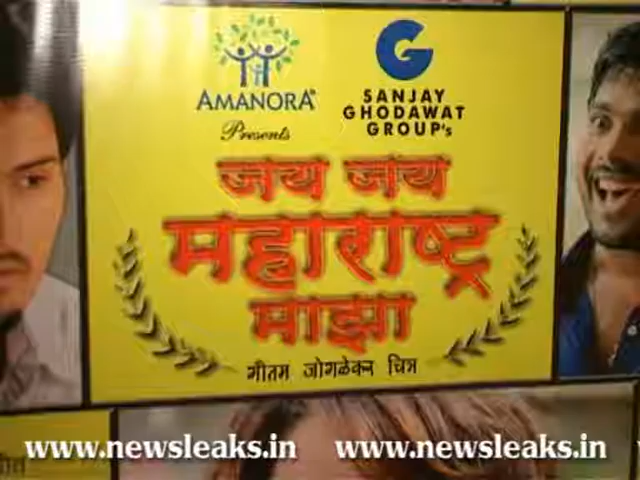 AMANORA®
Presents
SANJAY
GHODAWAT
GROUP's
जय जय
महाराष्ट्र
माझा
गीतम जोगळेकर चित्र
www.newsleaks.in www.newsleaks.in